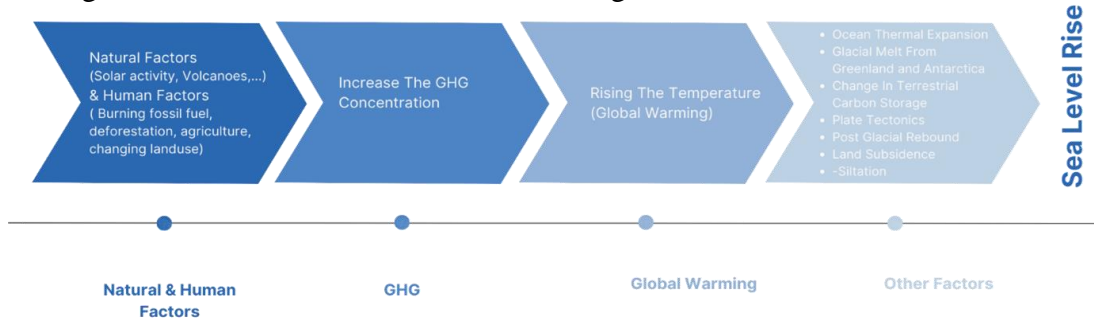 Natural Factors
(Solar activity, Volcanoes,...)
& Human Factors
( Burning fossil fuel,
deforestation, agriculture,
changing landuse)
Increase The GHG
Concentration
Rising The Temperature
(Global Warming)
• Ocean Thermal Expansion
• Glacial Melt From
Greenland and Antarctica
• Change In Terrestrial
Carbon Storage
• Plate Tectonics
• Post Glacial Rebound
• Land Subsidence
• -Siltation
Sea Level Rise
Natural & Human
Factors
GHG
Global Warming
Other Factors